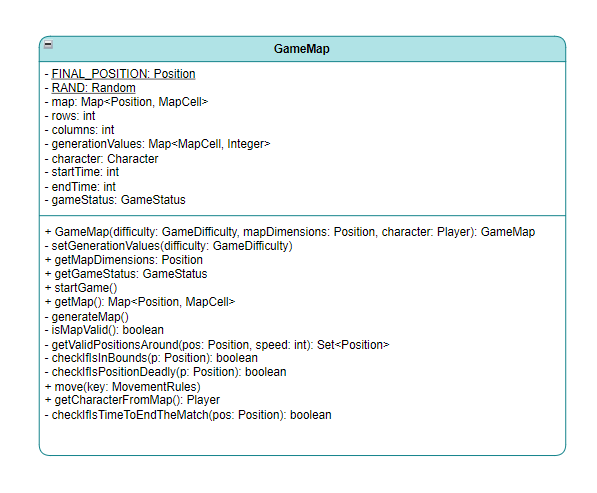 GameMap
- FINAL_POSITION: Position
- RAND: Random
- map: Map<Position, MapCell>
- rows: int
- columns: int
- generationValues: Map<MapCell, Integer>
- character: Character
- startTime: int
- endTime: int
- gameStatus: GameStatus
+ GameMap(difficulty: GameDifficulty, mapDimensions: Position, character: Player): GameMap
- setGenerationValues(difficulty: GameDifficulty)
+ getMapDimensions: Position
+ getGameStatus: GameStatus
+ startGame()
+ getMap(): Map<Position, MapCell>
- generateMap()
- isMapValid(): boolean
- getValidPositionsAround(pos: Position, speed: int): Set<Position>
- checkIfIsInBounds(p: Position): boolean
- checkIfIsPositionDeadly(p: Position): boolean
+ move(key: MovementRules)
+ getCharacterFromMap(): Player
- checkIfIsTimeToEndTheMatch(pos: Position): boolean